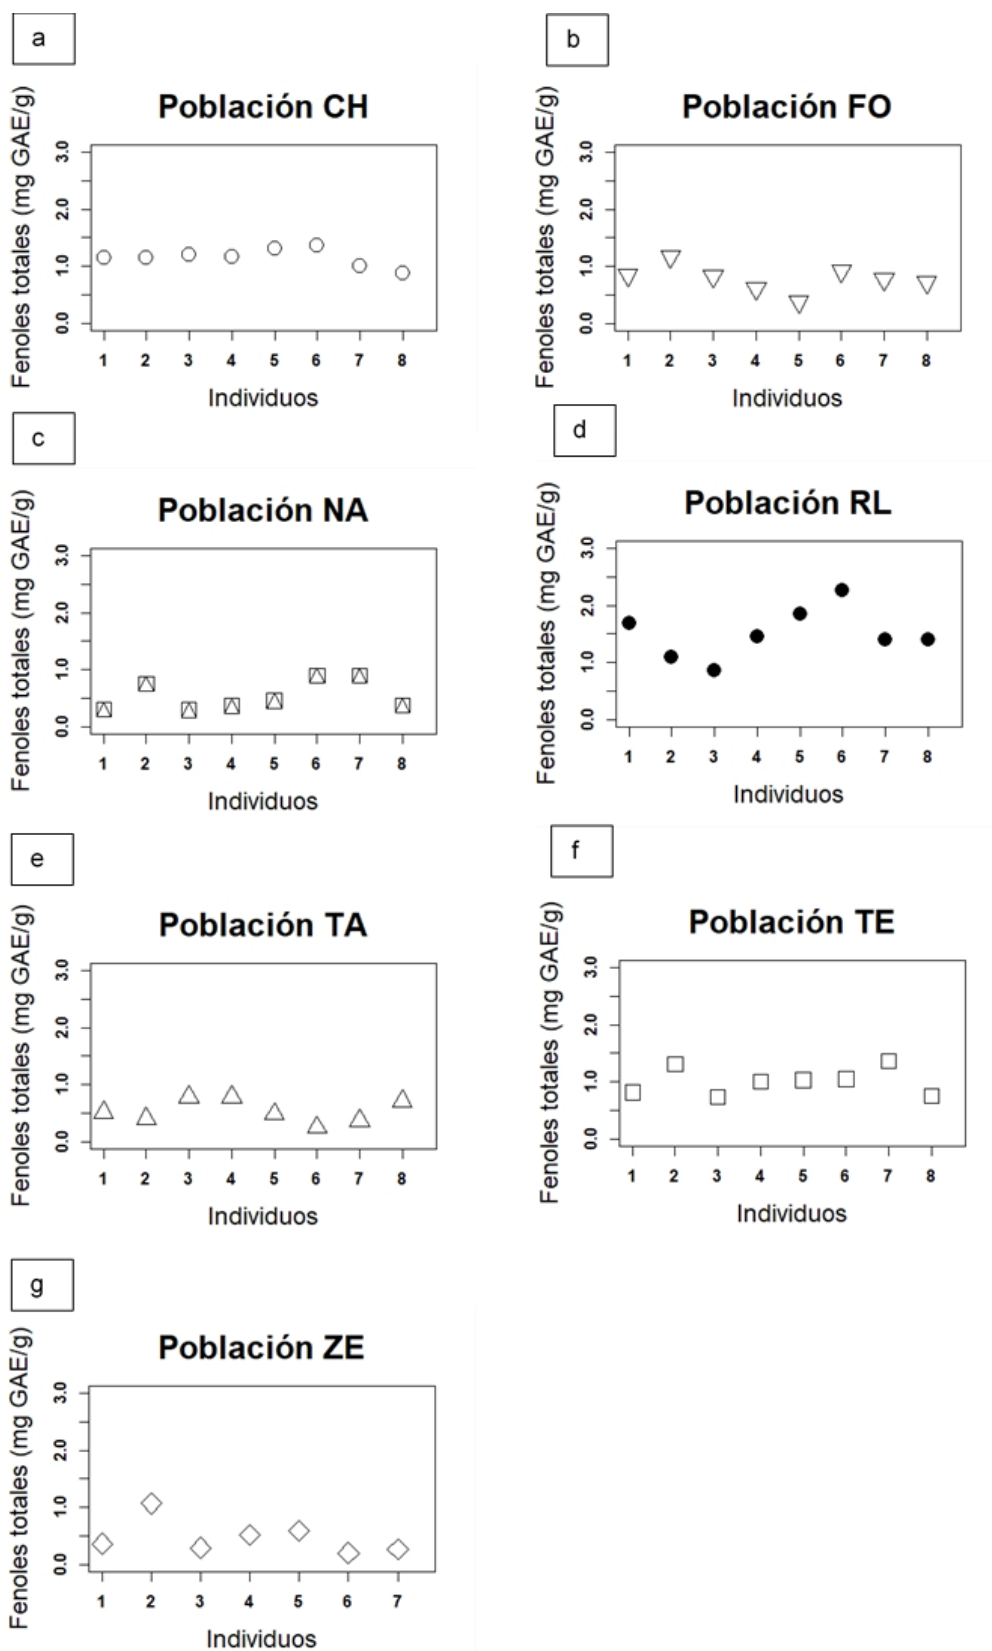 a
Población CH
Fenoles totales (mg GAE/g)
3.0
2.0
1.0
0.0
1 2 3 4 5 6 7 8
Individuos
b
Población FO
Fenoles totales (mg GAE/g)
3.0
2.0
1.0
0.0
1 2 3 4 5 6 7 8
Individuos
c
Población NA
Fenoles totales (mg GAE/g)
3.0
2.0
1.0
0.0
1 2 3 4 5 6 7 8
Individuos
d
Población RL
Fenoles totales (mg GAE/g)
3.0
2.0
1.0
0.0
1 2 3 4 5 6 7 8
Individuos
e
Población TA
Fenoles totales (mg GAE/g)
3.0
2.0
1.0
0.0
1 2 3 4 5 6 7 8
Individuos
f
Población TE
Fenoles totales (mg GAE/g)
3.0
2.0
1.0
0.0
1 2 3 4 5 6 7 8
Individuos
g
Población ZE
Fenoles totales (mg GAE/g)
3.0
2.0
1.0
0.0
1 2 3 4 5 6 7
Individuos